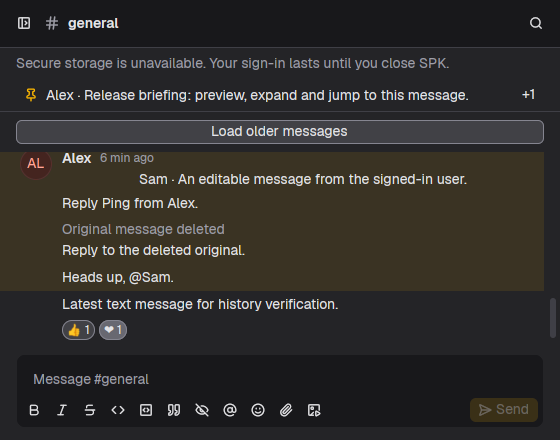 # general
Secure storage is unavailable. Your sign-in lasts until you close SPK.
Alex · Release briefing: preview, expand and jump to this message. +1
Load older messages
AL Alex 6 min ago
Sam · An editable message from the signed-in user.
Reply Ping from Alex.
Original message deleted
Reply to the deleted original.
Heads up, @Sam.
Latest text message for history verification.
👍 1 ❤ 1
Message #general
B I S Send